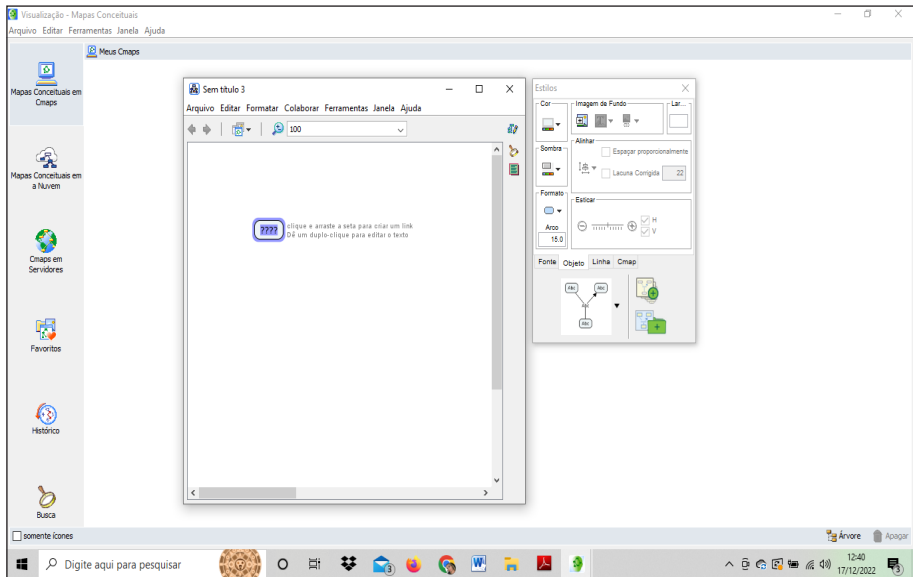 Visualização - Mapas Conceituais
Arquivo Editar Ferramentas Janela Ajuda
Meus Cmaps
Mapas Conceituais em
Cmaps
Mapas Conceituais em
a Nuvem
Cmaps em
Servidores
Favoritos
Histórico
Busca
Sem título 3
Arquivo Editar Formatar Colaborar Ferramentas Janela Ajuda
100
????
clique e arraste a seta para criar um link
Dê um duplo-clique para editar o texto
Estilos
Cor
Imagem de Fundo
Lar...
Sombra
Alinhar
Espaçar proporcionalmente
Lacuna Corrigida 22
Formato
Esticar
Arco
15.0
H
V
Fonte Objeto Linha Cmap
Abc
Abc
Abc
somente ícones
Árvore
Apagar
Digite aqui para pesquisar
3
12:40
17/12/2022
3